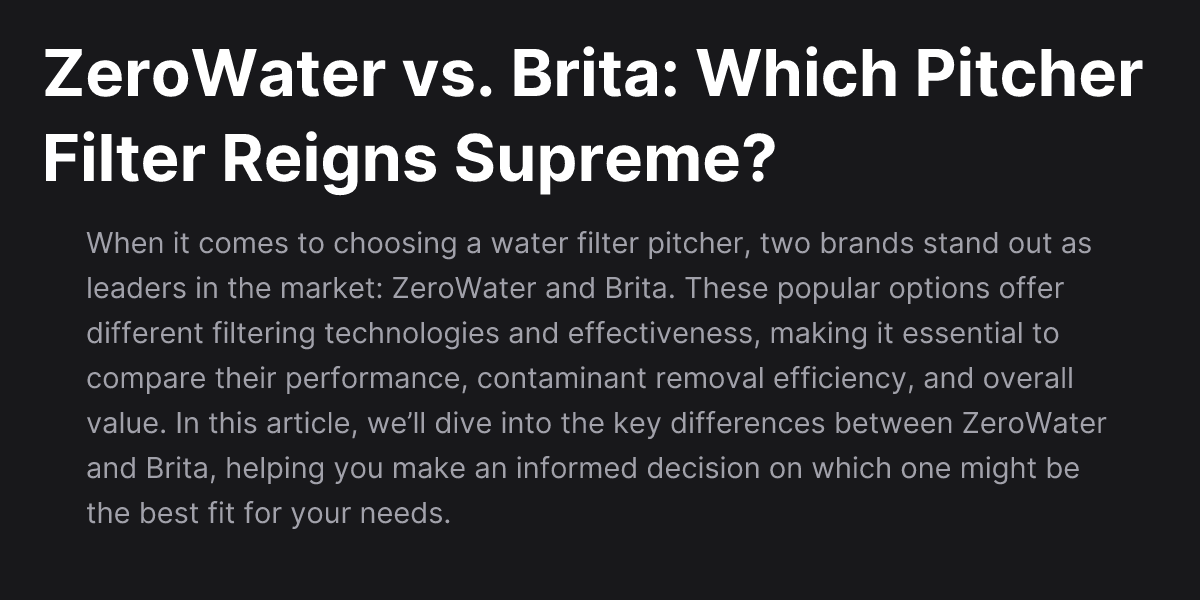 ZeroWater vs. Brita: Which Pitcher
Filter Reigns Supreme?
When it comes to choosing a water filter pitcher, two brands stand out as
leaders in the market: ZeroWater and Brita. These popular options offer
different filtering technologies and effectiveness, making it essential to
compare their performance, contaminant removal efficiency, and overall
value. In this article, we’ll dive into the key differences between ZeroWater
and Brita, helping you make an informed decision on which one might be
the best fit for your needs.